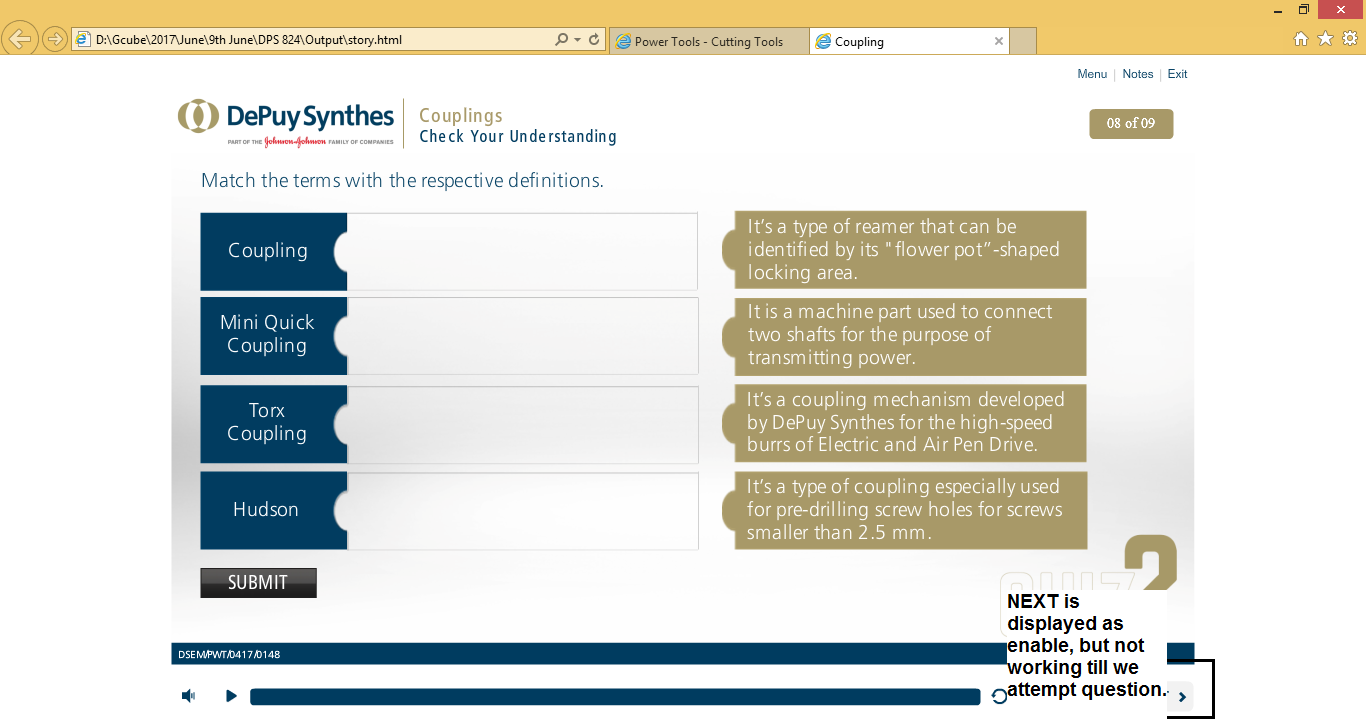 D:\Gcube\2017\June\9th June\DPS 824\Output\story.html
Power Tools - Cutting Tools
Coupling
Menu | Notes | Exit
DePuy Synthes
PART OF THE Johnson & Johnson FAMILY OF COMPANIES
Couplings
Check Your Understanding
08 of 09
Match the terms with the respective definitions.
Coupling
It's a type of reamer that can be
identified by its "flower pot”-shaped
locking area.
Mini Quick
Coupling
It is a machine part used to connect
two shafts for the purpose of
transmitting power.
Torx
Coupling
It's a coupling mechanism developed
by DePuy Synthes for the high-speed
burrs of Electric and Air Pen Drive.
Hudson
It's a type of coupling especially used
for pre-drilling screw holes for screws
smaller than 2.5 mm.
SUBMIT
QUIZ
NEXT is
displayed as
enable, but not
working till we
attempt question.
DSEM/PWT/0417/0148